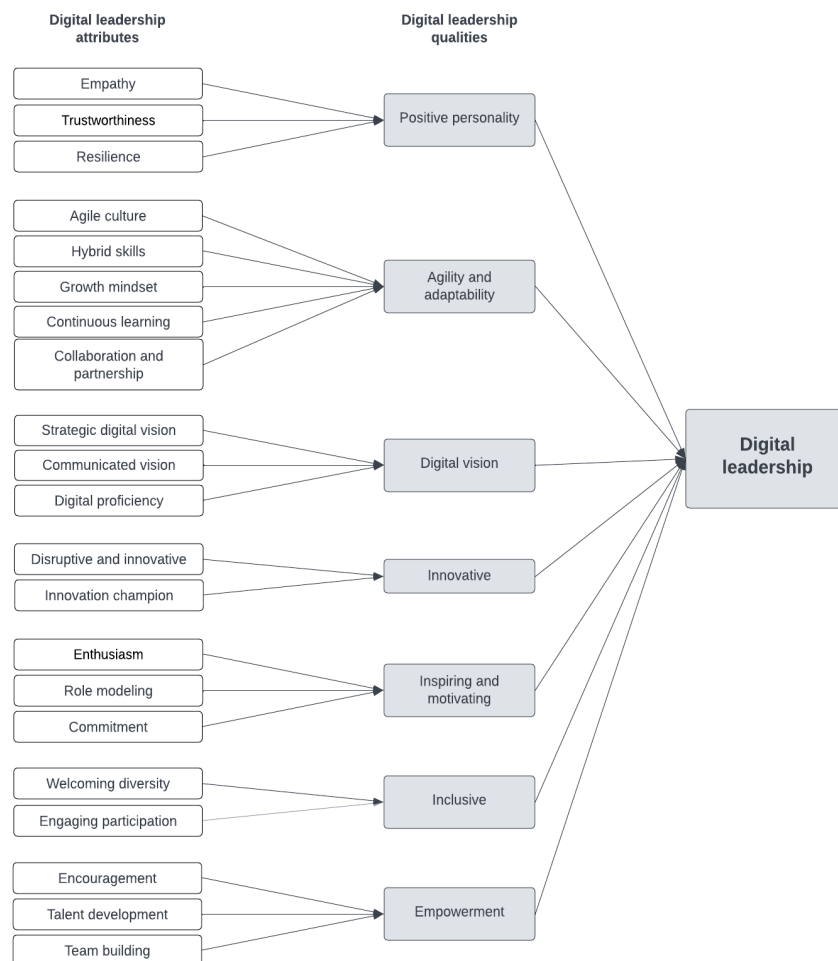 Digital leadership
attributes
Digital leadership
qualities
Empathy
Trustworthiness
Resilience
Positive personality
Agile culture
Hybrid skills
Growth mindset
Continuous learning
Collaboration and
partnership
Agility and
adaptability
Strategic digital vision
Communicated vision
Digital proficiency
Digital vision
Disruptive and innovative
Innovation champion
Innovative
Enthusiasm
Role modeling
Commitment
Inspiring and
motivating
Welcoming diversity
Engaging participation
Inclusive
Encouragement
Talent development
Team building
Empowerment
Digital
leadership